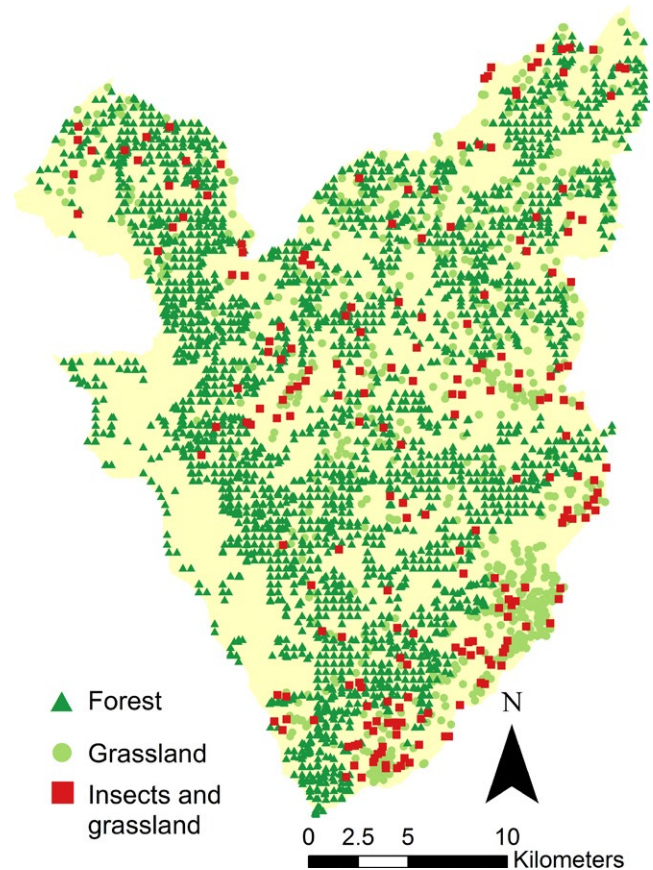 Forest
Grassland
Insects and
grassland
N
0 2.5 5 10
Kilometers